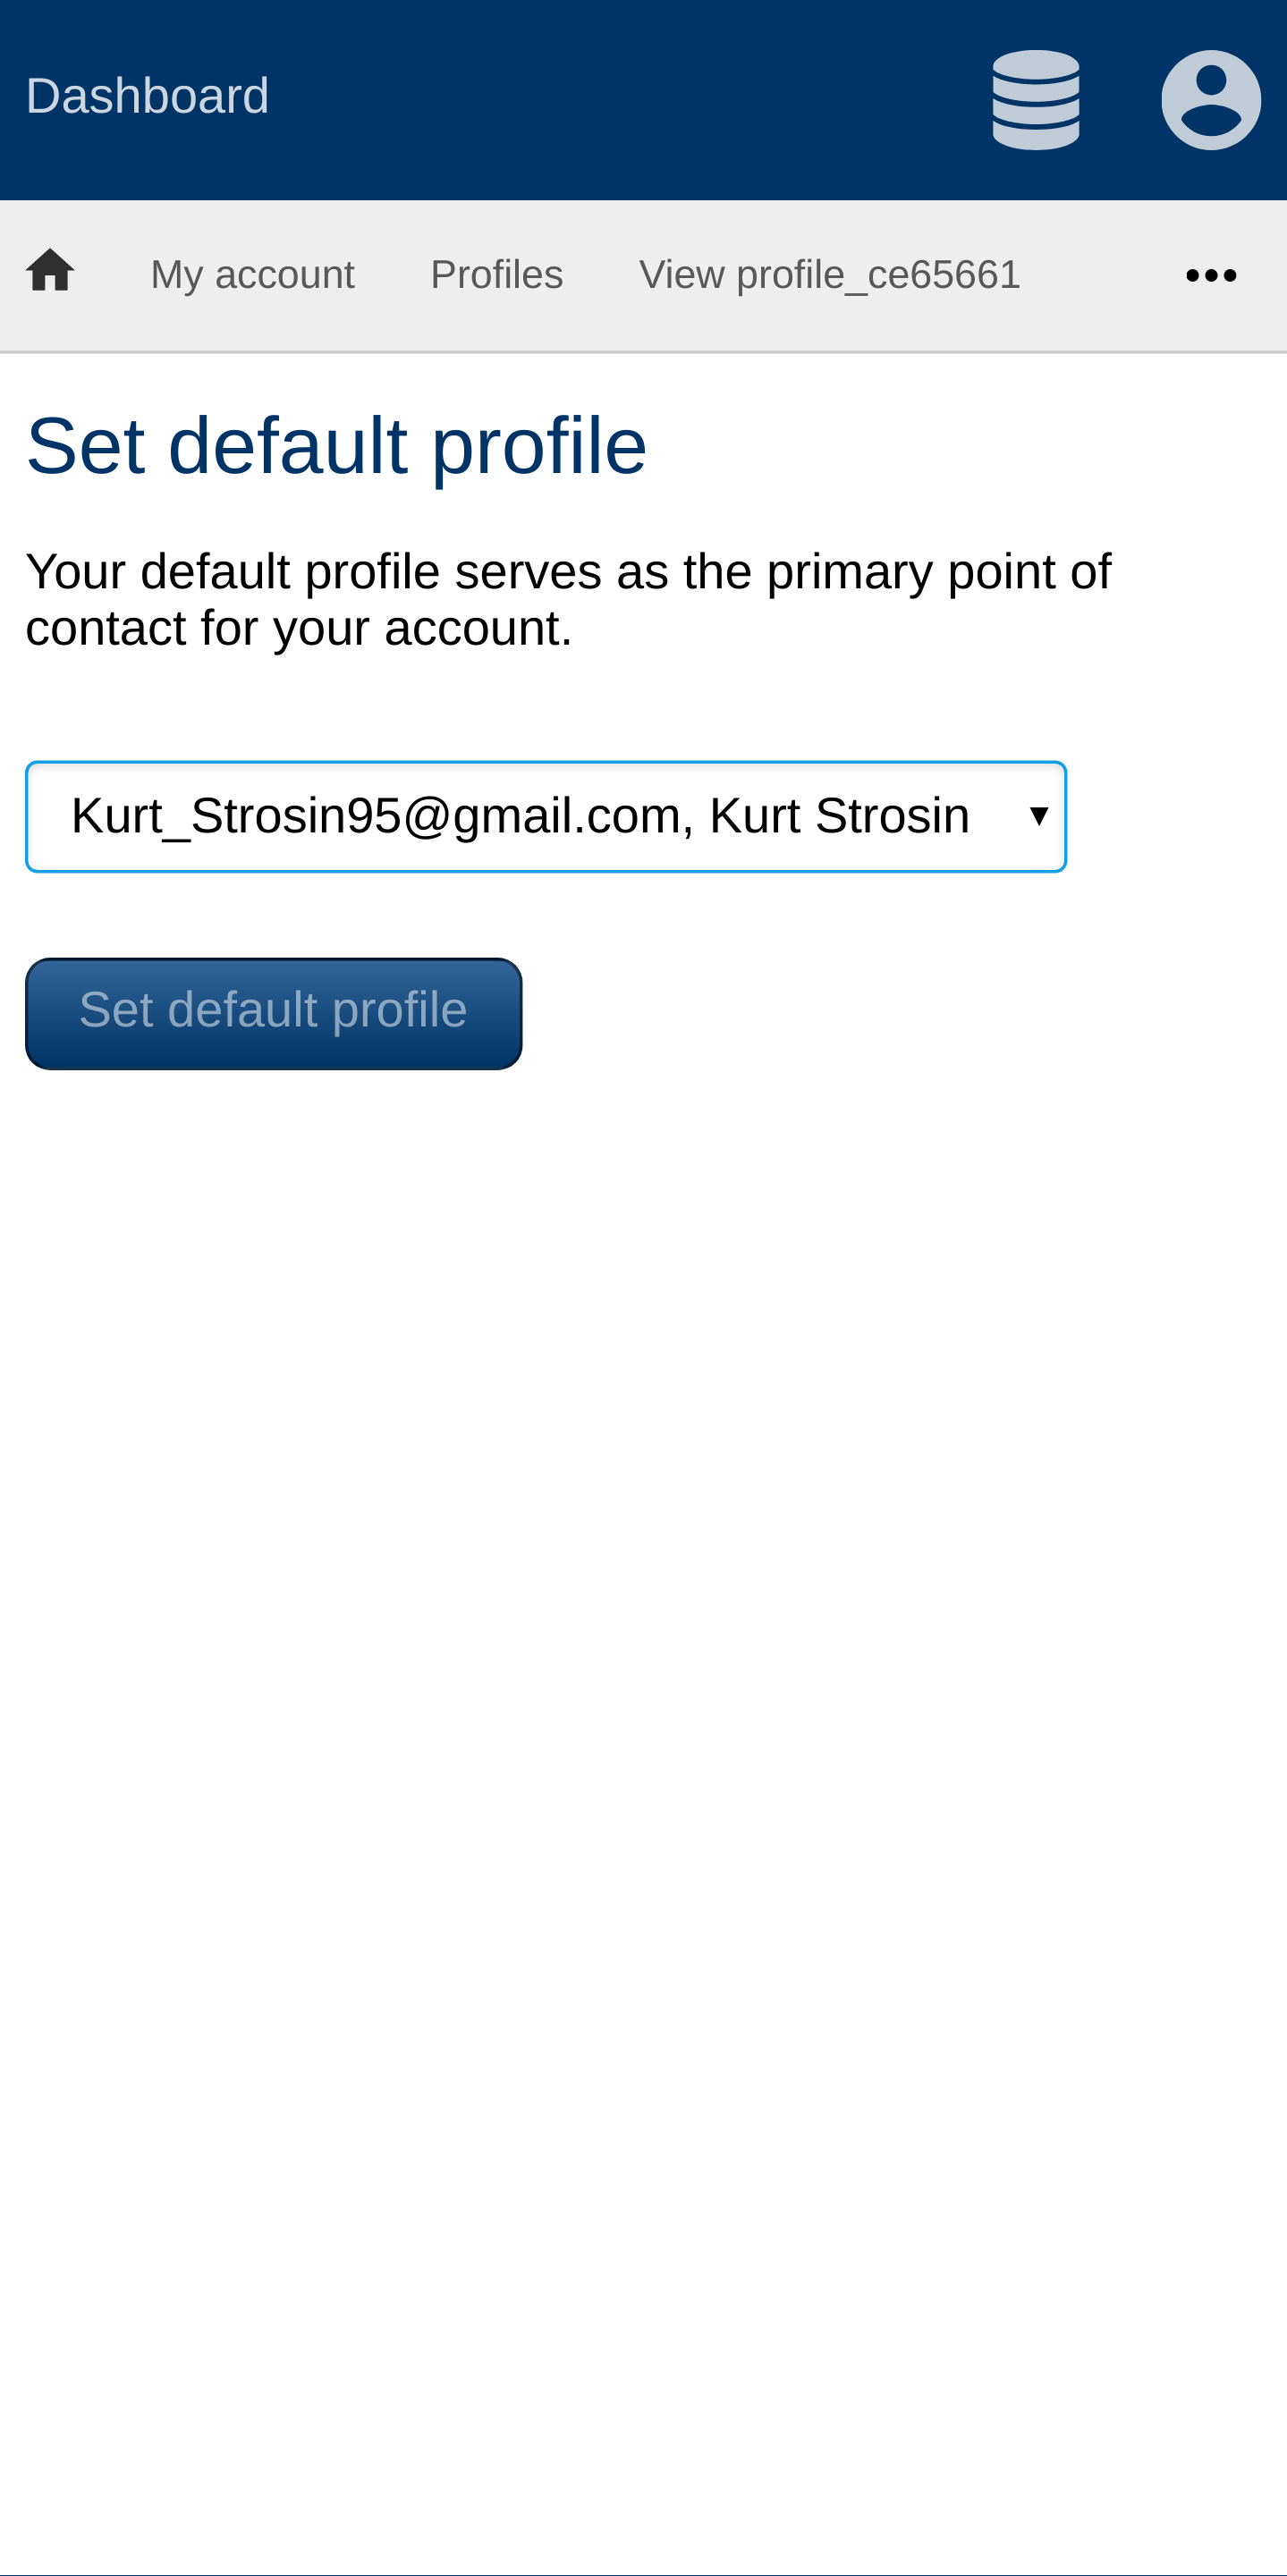 Dashboard
My account Profiles View profile_ce65661
Set default profile
Your default profile serves as the primary point of
contact for your account.
Kurt_Strosin95@gmail.com, Kurt Strosin
Set default profile